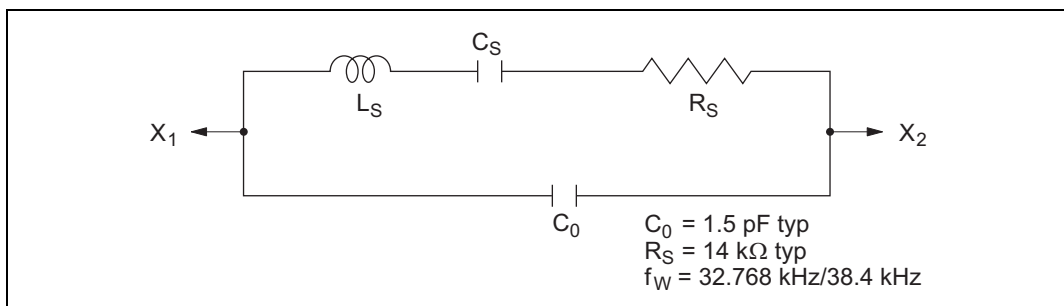 C_S
L_S
R_S
X_1
X_2
C_0
C_0 = 1.5 pF typ
R_S = 14 kΩ typ
f_W = 32.768 kHz/38.4 kHz